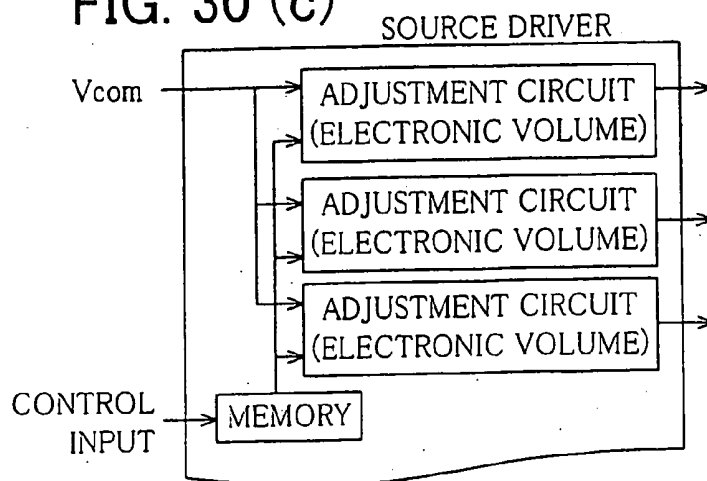 FIG. 30 (c)
SOURCE DRIVER
Vcom
ADJUSTMENT CIRCUIT
(ELECTRONIC VOLUME)
ADJUSTMENT CIRCUIT
(ELECTRONIC VOLUME)
ADJUSTMENT CIRCUIT
(ELECTRONIC VOLUME)
CONTROL
INPUT
MEMORY